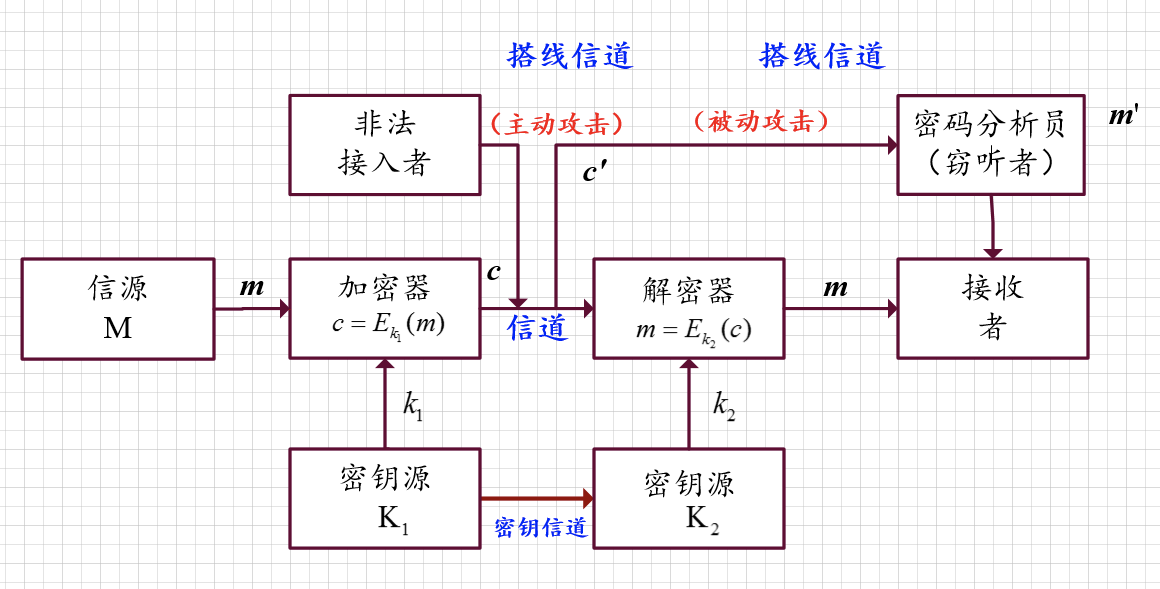 搭线信道
搭线信道
非法
接入者
（主动攻击）
（被动攻击）
c'
密码分析员
（窃听者）
m'
信源
M
m
加密器
c = E_{k_1}(m)
c
信道
解密器
m = E_{k_2}(c)
m
接收
者
k_1
k_2
密钥源
K_1
密钥信道
密钥源
K_2